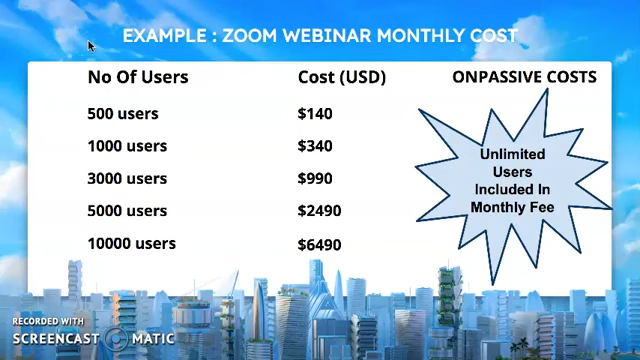 EXAMPLE : ZOOM WEBINAR MONTHLY COST
No Of Users Cost (USD) ONPASSIVE COSTS
500 users $140
1000 users $340
3000 users $990
5000 users $2490
10000 users $6490
Unlimited
Users
Included In
Monthly Fee
RECORDED WITH
SCREENCAST MATIC